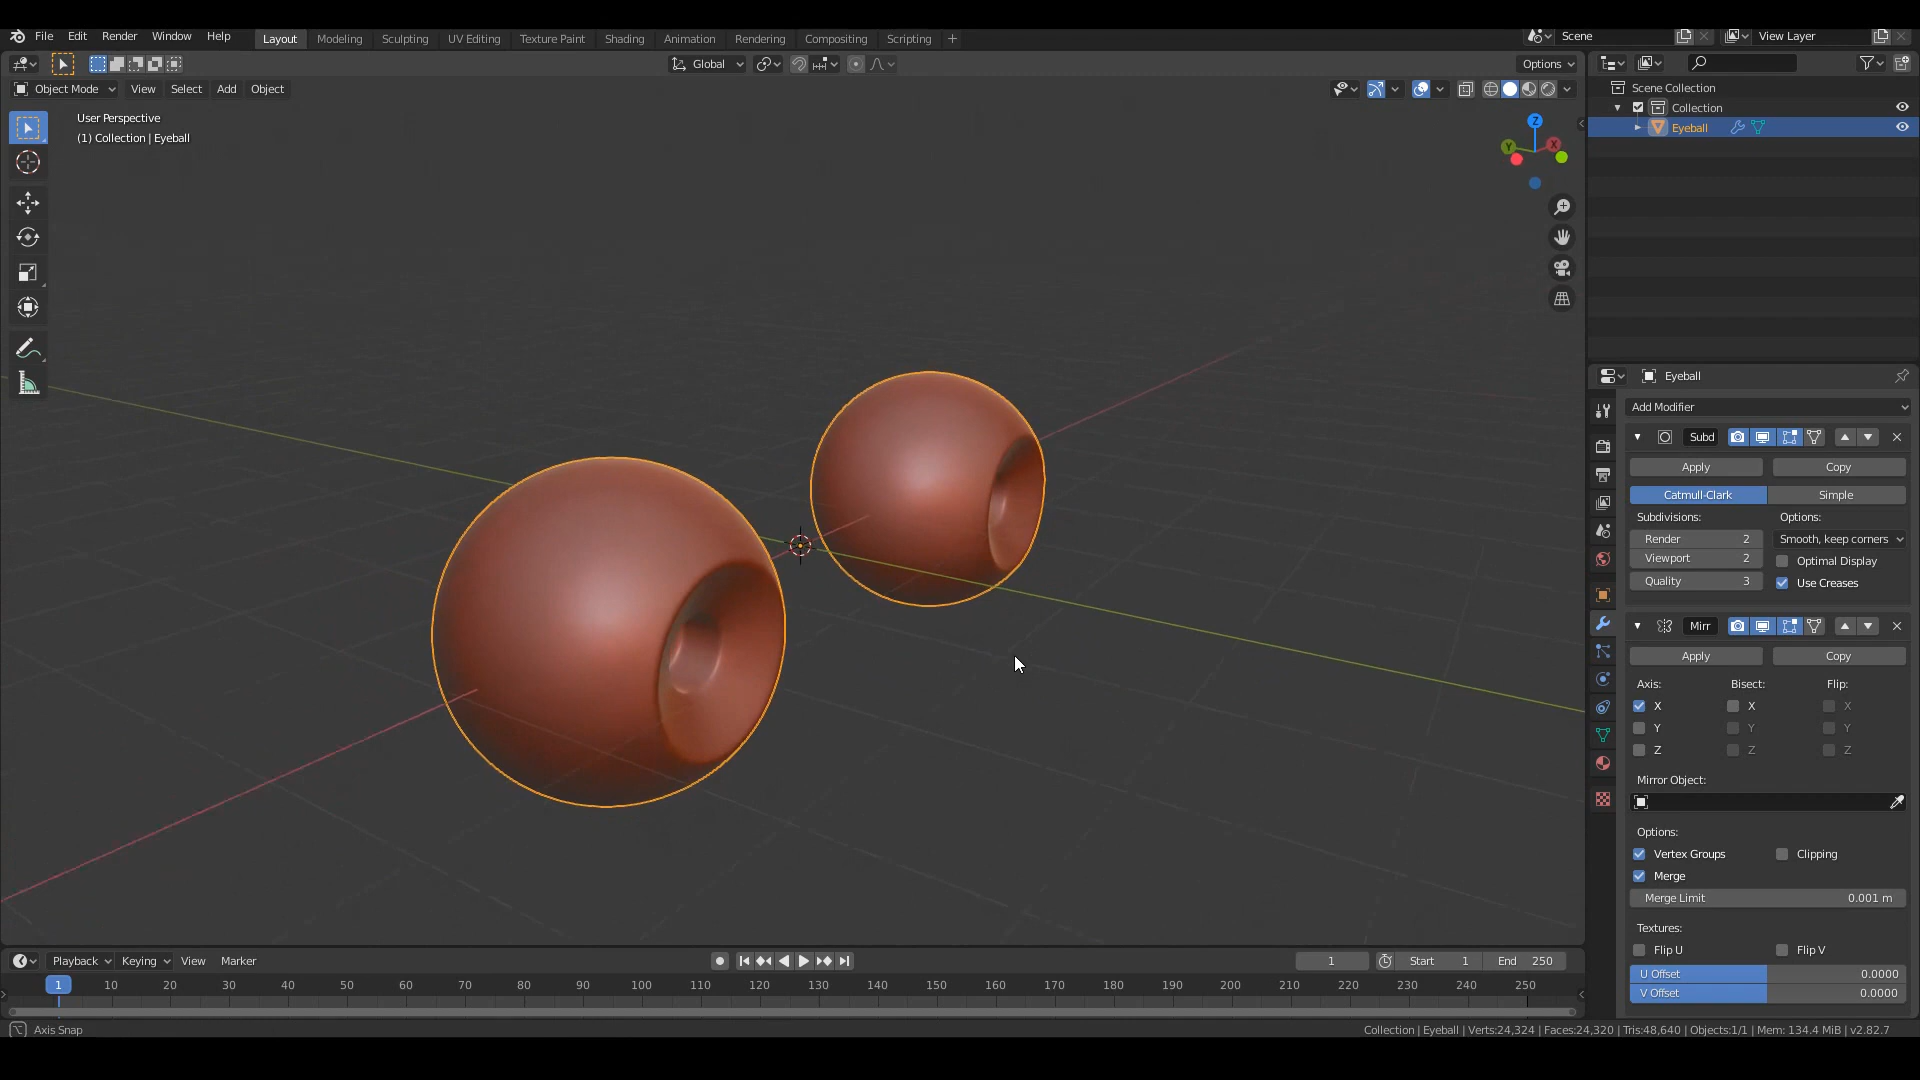 File Edit Render Window Help Layout Modeling Sculpting UV Editing Texture Paint Shading Animation Rendering Compositing Scripting + Scene View Layer
Global Options
Object Mode View Select Add Object
User Perspective
(1) Collection | Eyeball
Z
Y
X
Scene Collection
Collection
Eyeball
Eyeball
Add Modifier
Subd
Apply Copy
Catmull-Clark Simple
Subdivisions: Options:
Render 2 Smooth, keep corners
Viewport 2 Optimal Display
Quality 3 Use Creases
Mirr
Apply Copy
Axis: Bisect: Flip:
X X X
Y Y Y
Z Z Z
Mirror Object:
Options:
Vertex Groups Clipping
Merge
Merge Limit 0.001 m
Textures:
Flip U Flip V
U Offset 0.0000
V Offset 0.0000
Playback Keying View Marker 1 Start 1 End 250
1 10 20 30 40 50 60 70 80 90 100 110 120 130 140 150 160 170 180 190 200 210 220 230 240 250
Axis Snap Collection | Eyeball | Verts:24,324 | Faces:24,320 | Tris:48,640 | Objects:1/1 | Mem: 134.4 MiB | v2.82.7